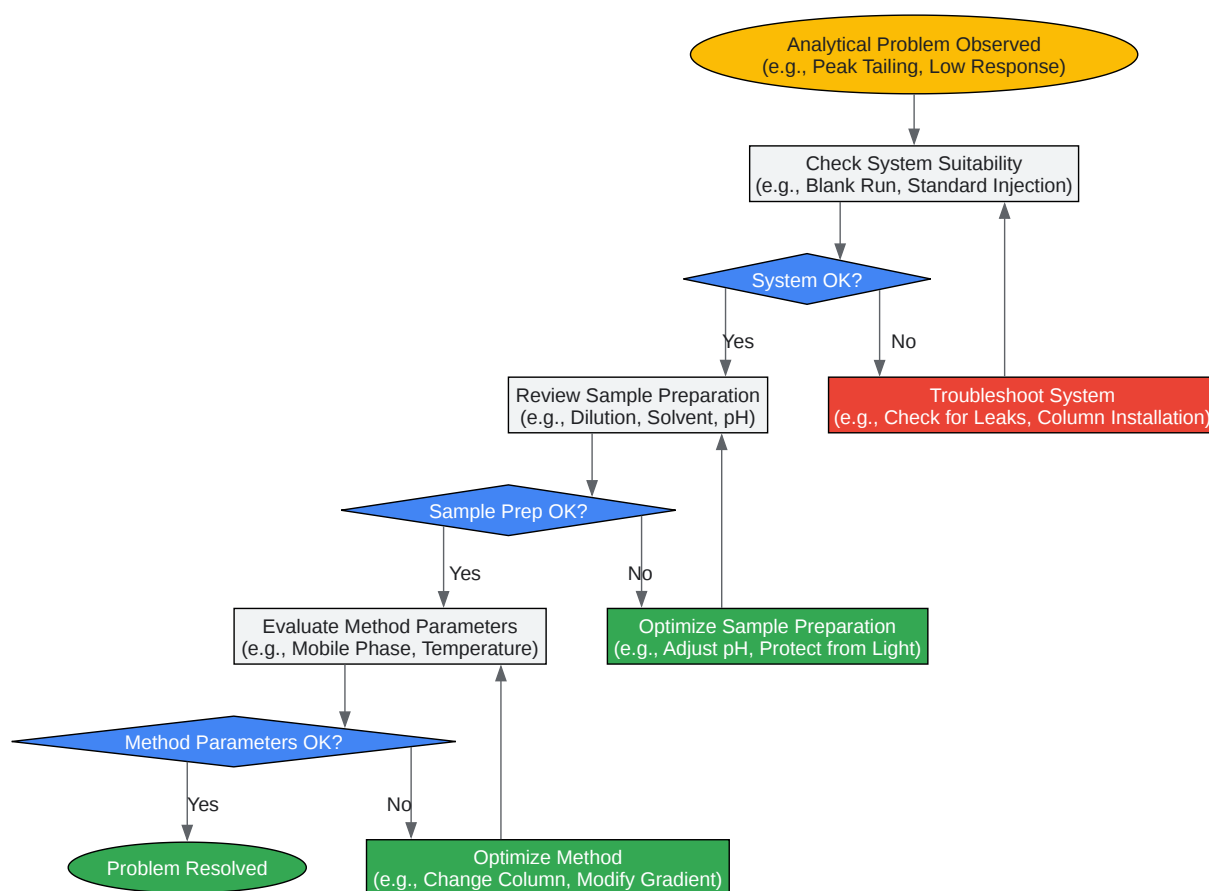 Analytical Problem Observed
(e.g., Peak Tailing, Low Response)
Check System Suitability
(e.g., Blank Run, Standard Injection)
System OK?
Yes
No
Review Sample Preparation
(e.g., Dilution, Solvent, pH)
Troubleshoot System
(e.g., Check for Leaks, Column Installation)
Sample Prep OK?
Yes
No
Evaluate Method Parameters
(e.g., Mobile Phase, Temperature)
Optimize Sample Preparation
(e.g., Adjust pH, Protect from Light)
Method Parameters OK?
Yes
No
Problem Resolved
Optimize Method
(e.g., Change Column, Modify Gradient)